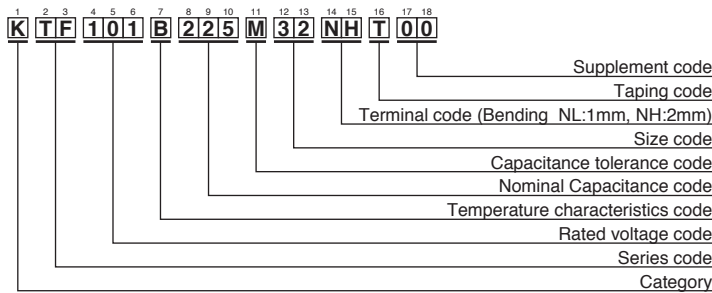 1 2 3 4 5 6 7 8 9 10 11 12 13 14 15 16 17 18
K T F 1 0 1 B 2 2 5 M 3 2 N H T 0 0
Supplement code
Taping code
Terminal code (Bending NL:1mm, NH:2mm)
Size code
Capacitance tolerance code
Nominal Capacitance code
Temperature characteristics code
Rated voltage code
Series code
Category